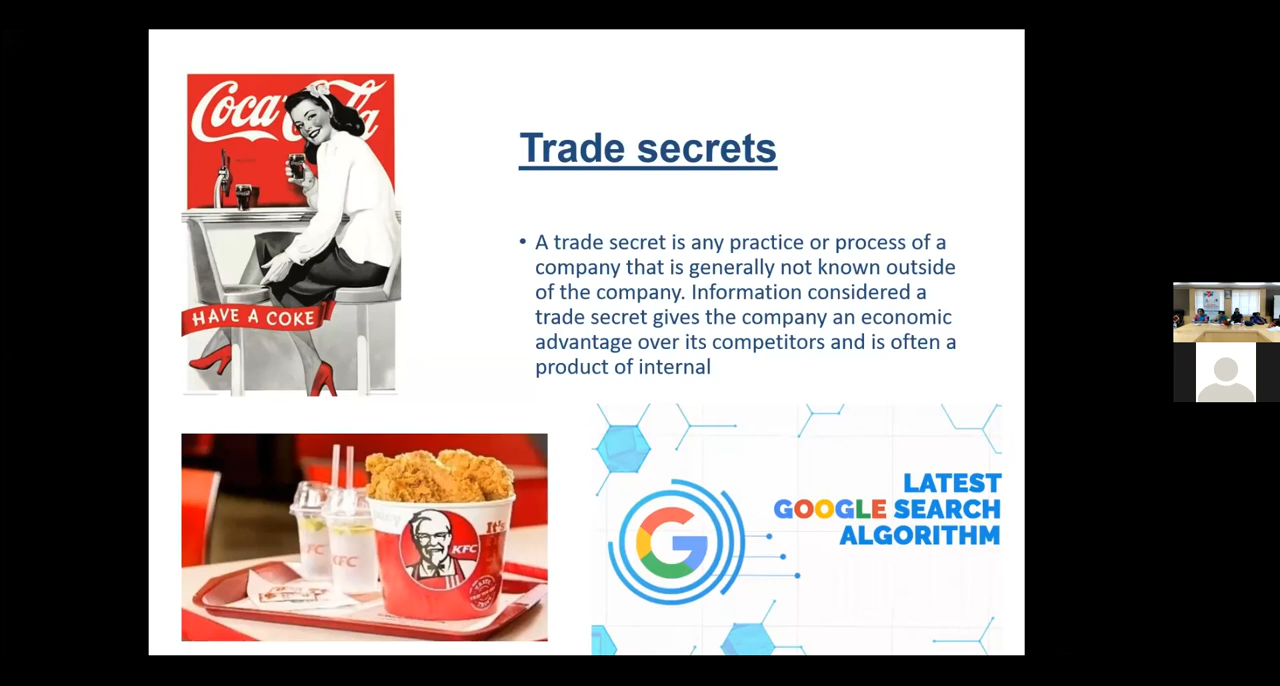 Coca Cola
Trade secrets
• A trade secret is any practice or process of a
company that is generally not known outside
of the company. Information considered a
trade secret gives the company an economic
advantage over its competitors and is often a
product of internal
HAVE A COKE
It's
KFC
KFC
KFC
LATEST
GOOGLE SEARCH
ALGORITHM